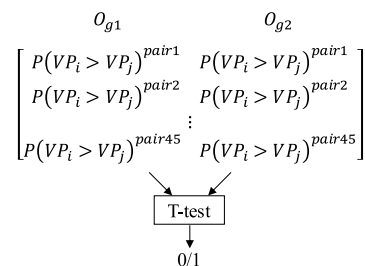 O_{g1} O_{g2}
P(VP_i > VP_j)^{pair1} P(VP_i > VP_j)^{pair1}
P(VP_i > VP_j)^{pair2} P(VP_i > VP_j)^{pair2}
⋮
P(VP_i > VP_j)^{pair45} P(VP_i > VP_j)^{pair45}
T-test
0/1